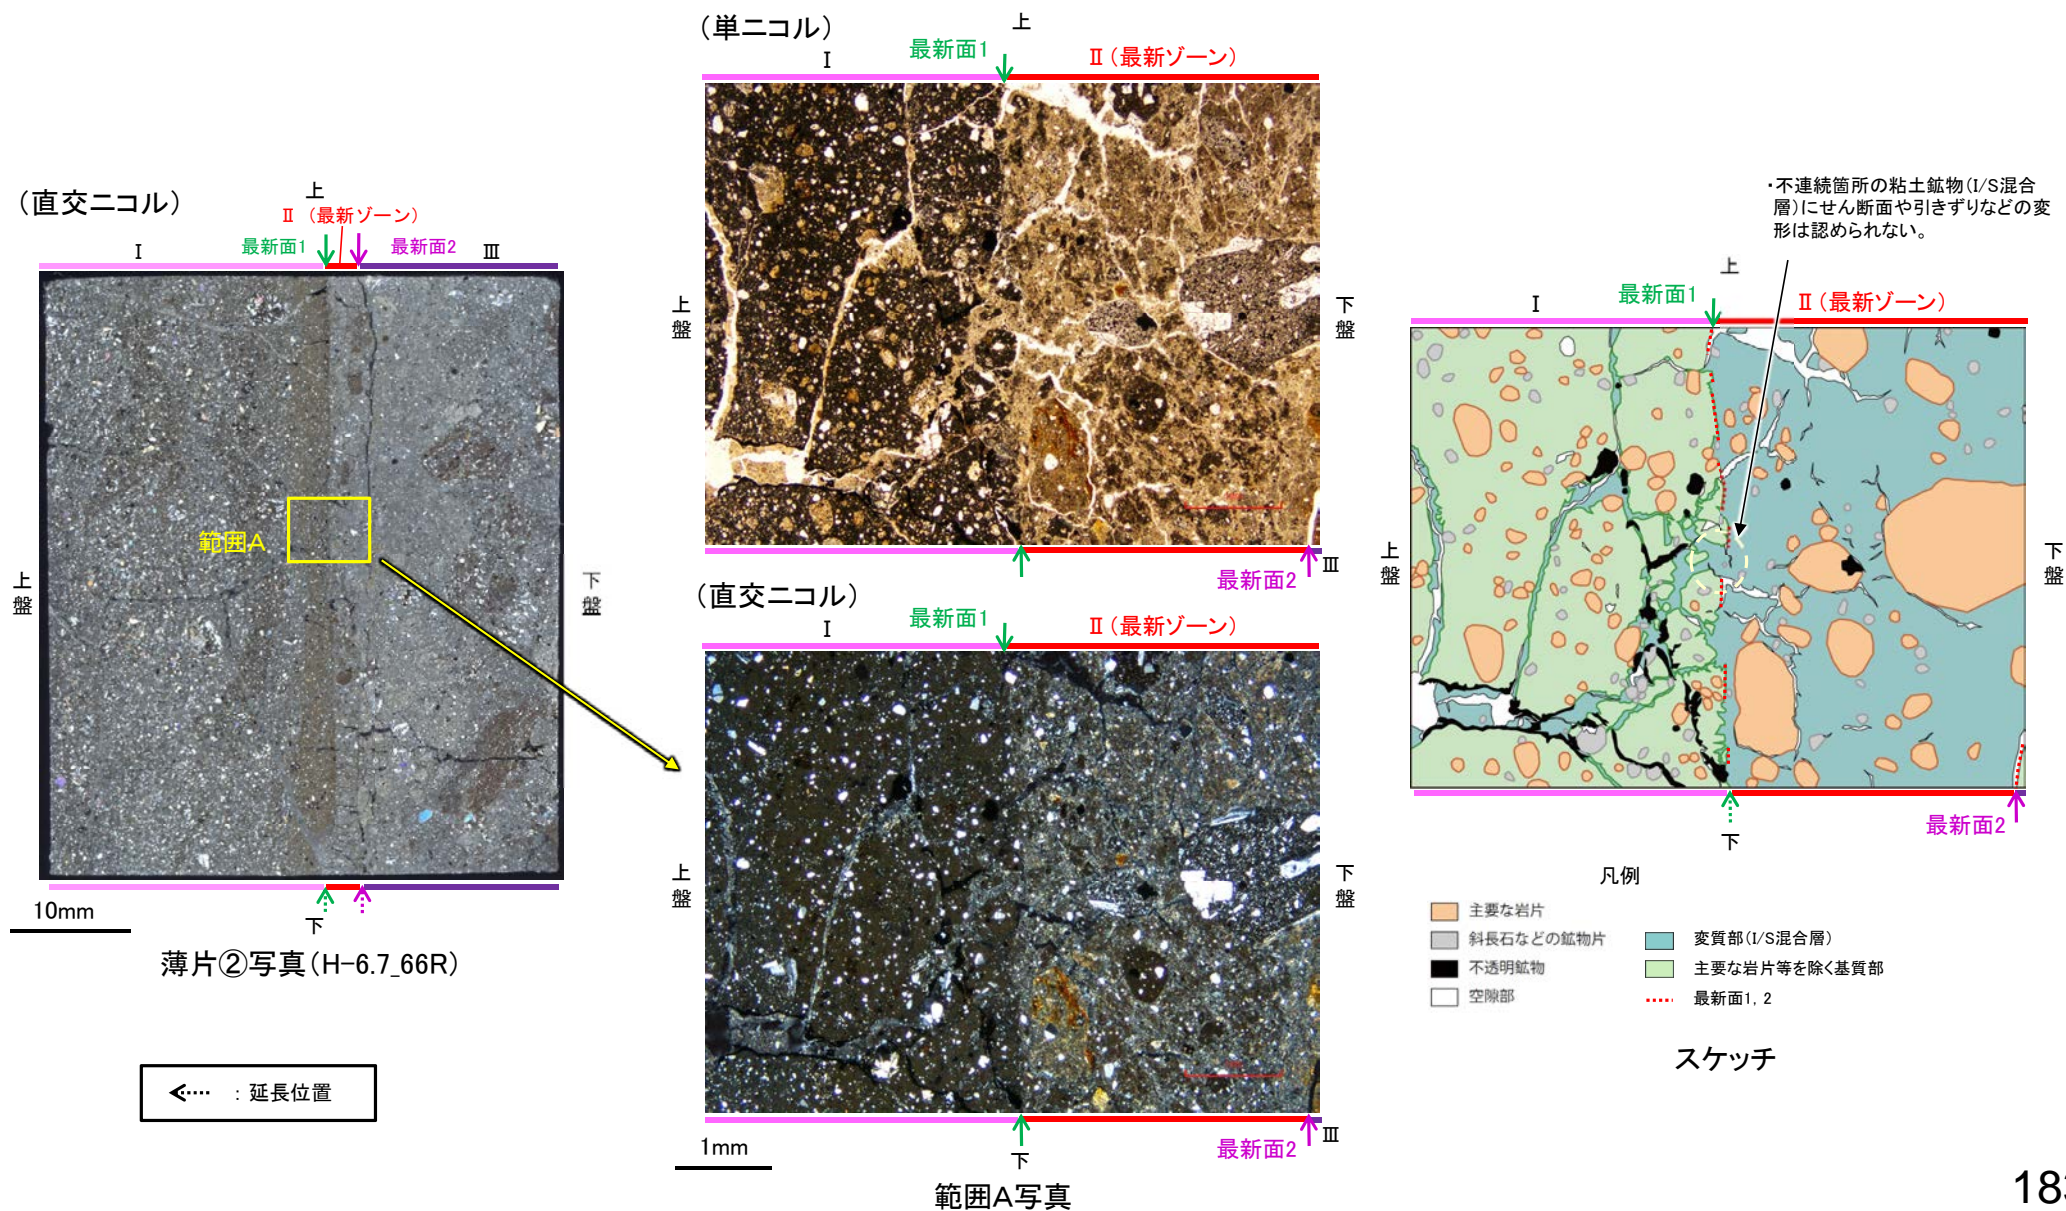 (直交ニコル)
上
Ⅱ (最新ゾーン)
最新面1
最新面2
Ⅰ
Ⅲ
範囲A
上盤
下盤
下
10mm
薄片②写真(H-6.7_66R)
:延長位置
(単ニコル)
上
最新面1
Ⅰ
Ⅱ(最新ゾーン)
上盤
下盤
最新面2
Ⅲ
(直交ニコル)
最新面1
Ⅰ
Ⅱ(最新ゾーン)
上盤
下盤
最新面2
Ⅲ
下
1mm
範囲A写真
・不連続箇所の粘土鉱物(I/S混合
層)にせん断面や引きずりなどの変
形は認められない。
上
最新面1
Ⅰ
Ⅱ(最新ゾーン)
上盤
下盤
最新面2
下
凡例
主要な岩片
斜長石などの鉱物片
不透明鉱物
空隙部
変質部(I/S混合層)
主要な岩片等を除く基質部
最新面1, 2
スケッチ